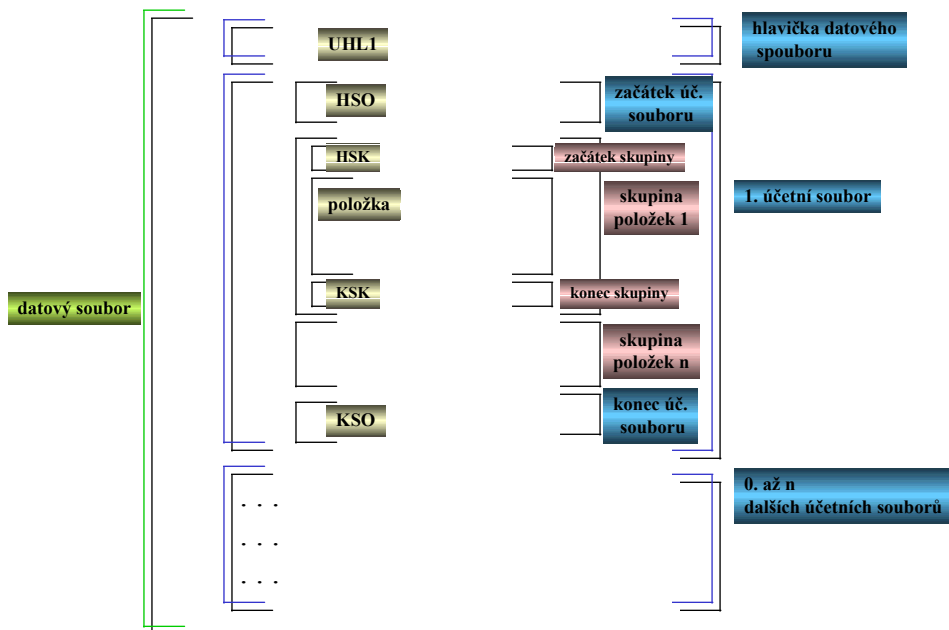 UHL1
hlavička datového
spouboru
HSO
začátek úč.
souboru
HSK
začátek skupiny
položka
skupina
položek 1
1. účetní soubor
KSK
konec skupiny
datový soubor
skupina
položek n
KSO
konec úč.
souboru
0. až n
dalších účetních souborů
. . .
. . .
. . .